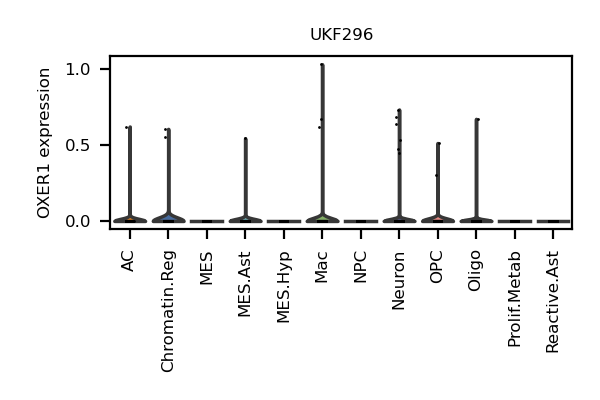 UKF296
OXER1 expression
1.0
0.5
0.0
AC
Chromatin.Reg
MES
MES.Ast
MES.Hyp
Mac
NPC
Neuron
OPC
Oligo
Prolif.Metab
Reactive.Ast